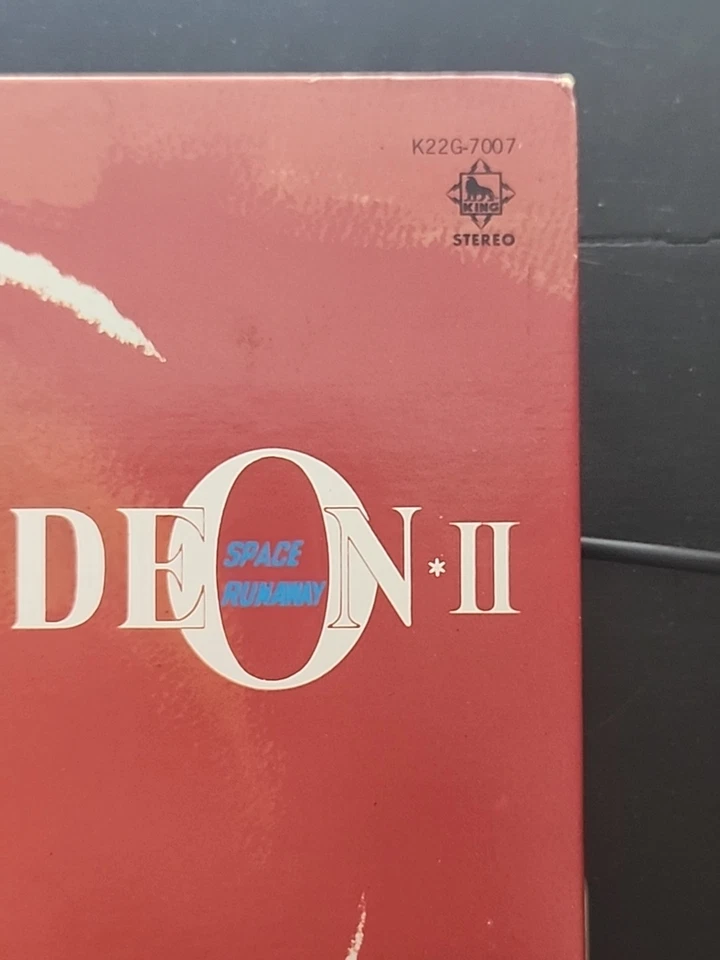 K22G-7007
KING
STEREO
DEON*II
SPACE
RUNAWAY